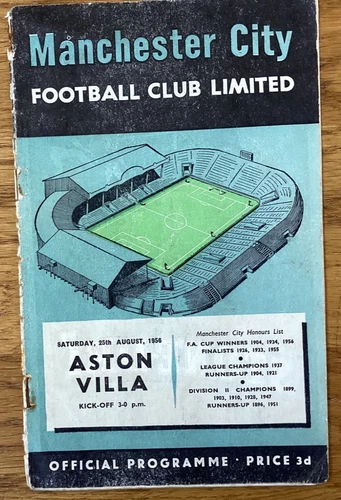 Manchester City
FOOTBALL CLUB LIMITED
SATURDAY, 25th AUGUST, 1956
ASTON
VILLA
KICK-OFF 3-0 p.m.
Manchester City Honours List
F.A. CUP WINNERS 1904, 1934, 1956
FINALISTS 1926, 1933, 1955
LEAGUE CHAMPIONS 1937
RUNNERS-UP 1904, 1921
DIVISION II CHAMPIONS 1899,
1903, 1910, 1928, 1947
RUNNERS-UP 1896, 1951
OFFICIAL PROGRAMME · PRICE 3d